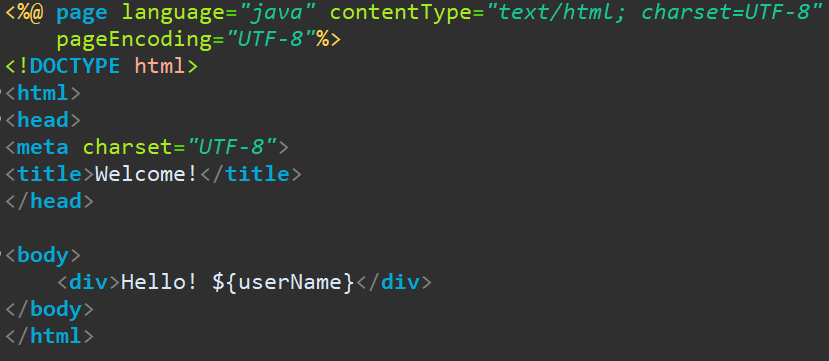 <%@ page language="java" contentType="text/html; charset=UTF-8"
    pageEncoding="UTF-8"%>
<!DOCTYPE html>
<html>
<head>
<meta charset="UTF-8">
<title>Welcome!</title>
</head>

<body>
    <div>Hello! ${userName}</div>
</body>
</html>